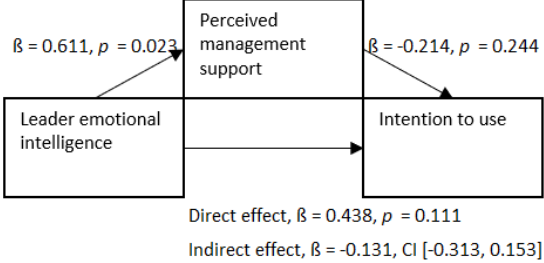 Perceived
management
support
ß = 0.611, p = 0.023
ß = -0.214, p = 0.244
Leader emotional
intelligence
Intention to use
Direct effect, ß = 0.438, p = 0.111
Indirect effect, ß = -0.131, CI [-0.313, 0.153]